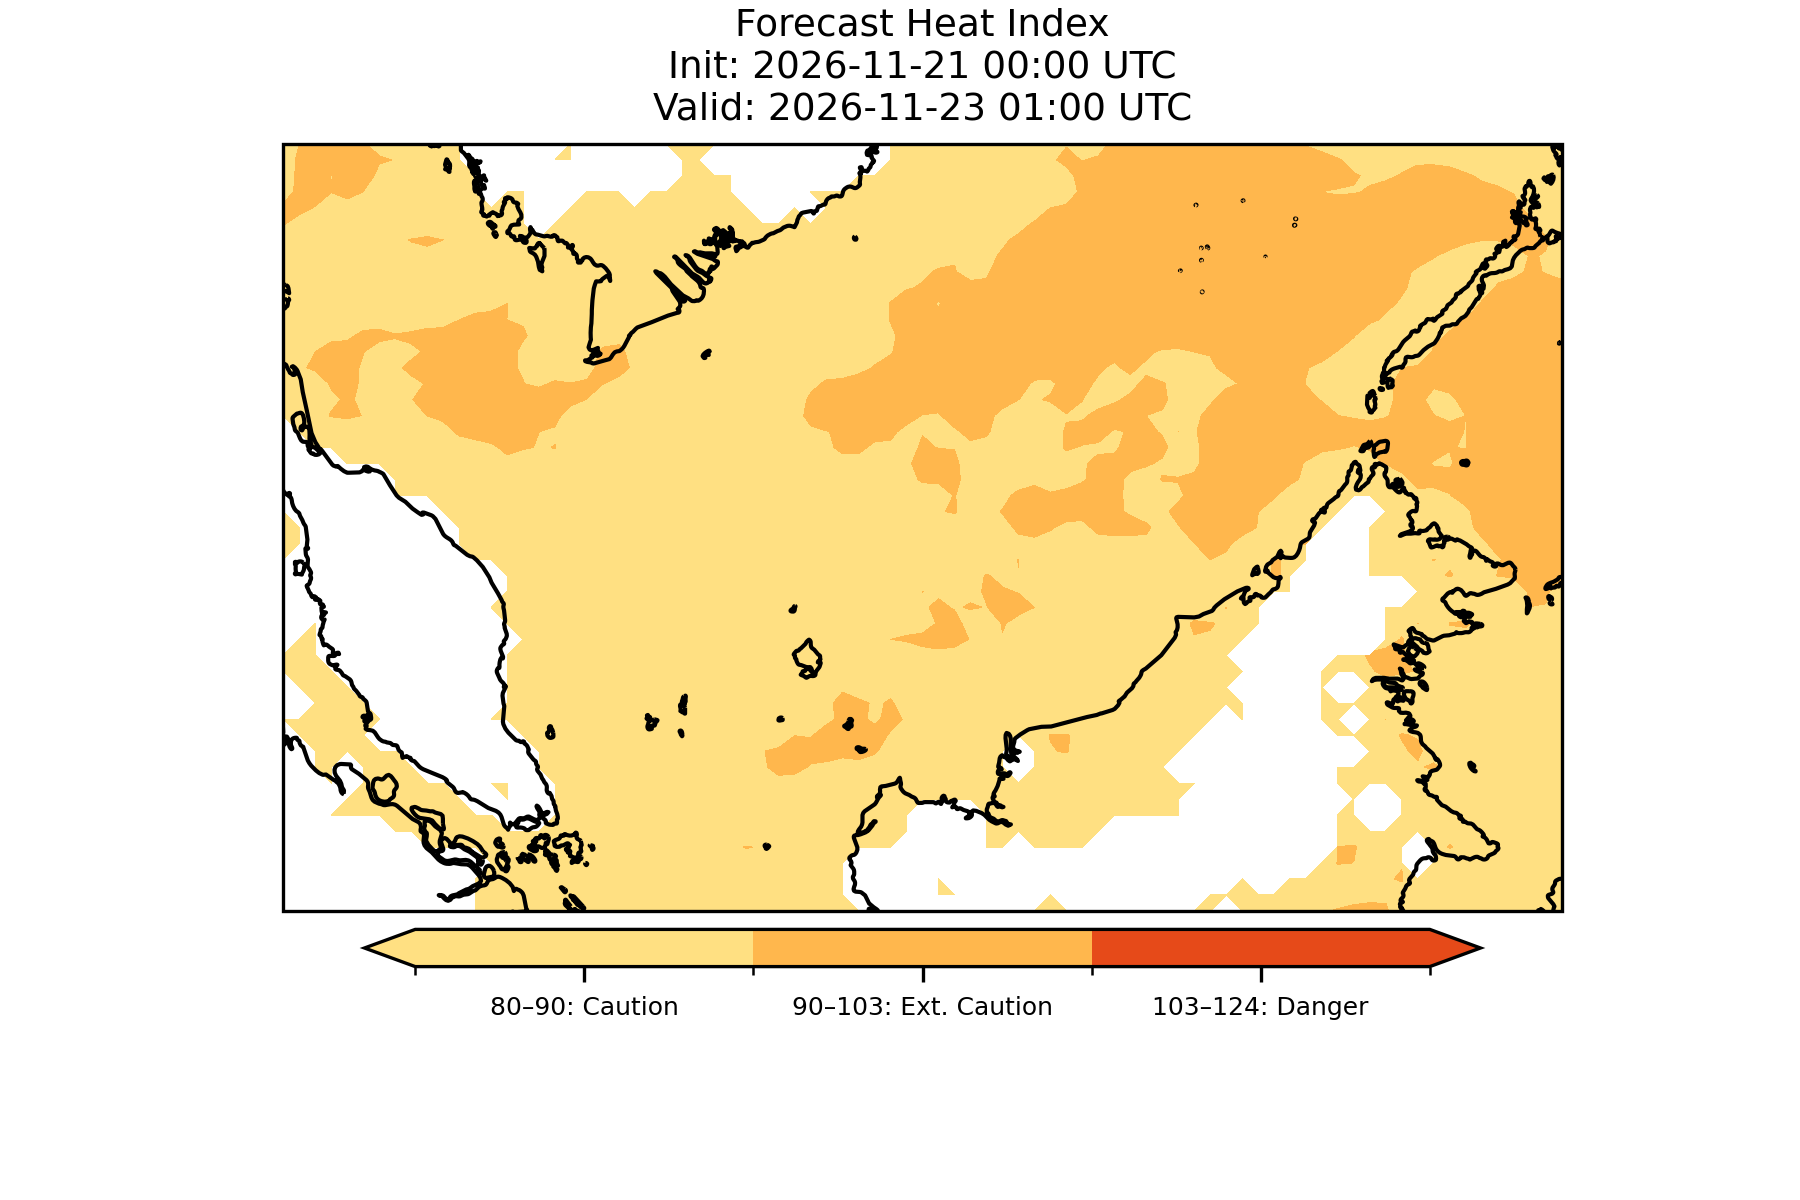 Forecast Heat Index
Init: 2026-11-21 00:00 UTC
Valid: 2026-11-23 01:00 UTC
80–90: Caution
90–103: Ext. Caution
103–124: Danger